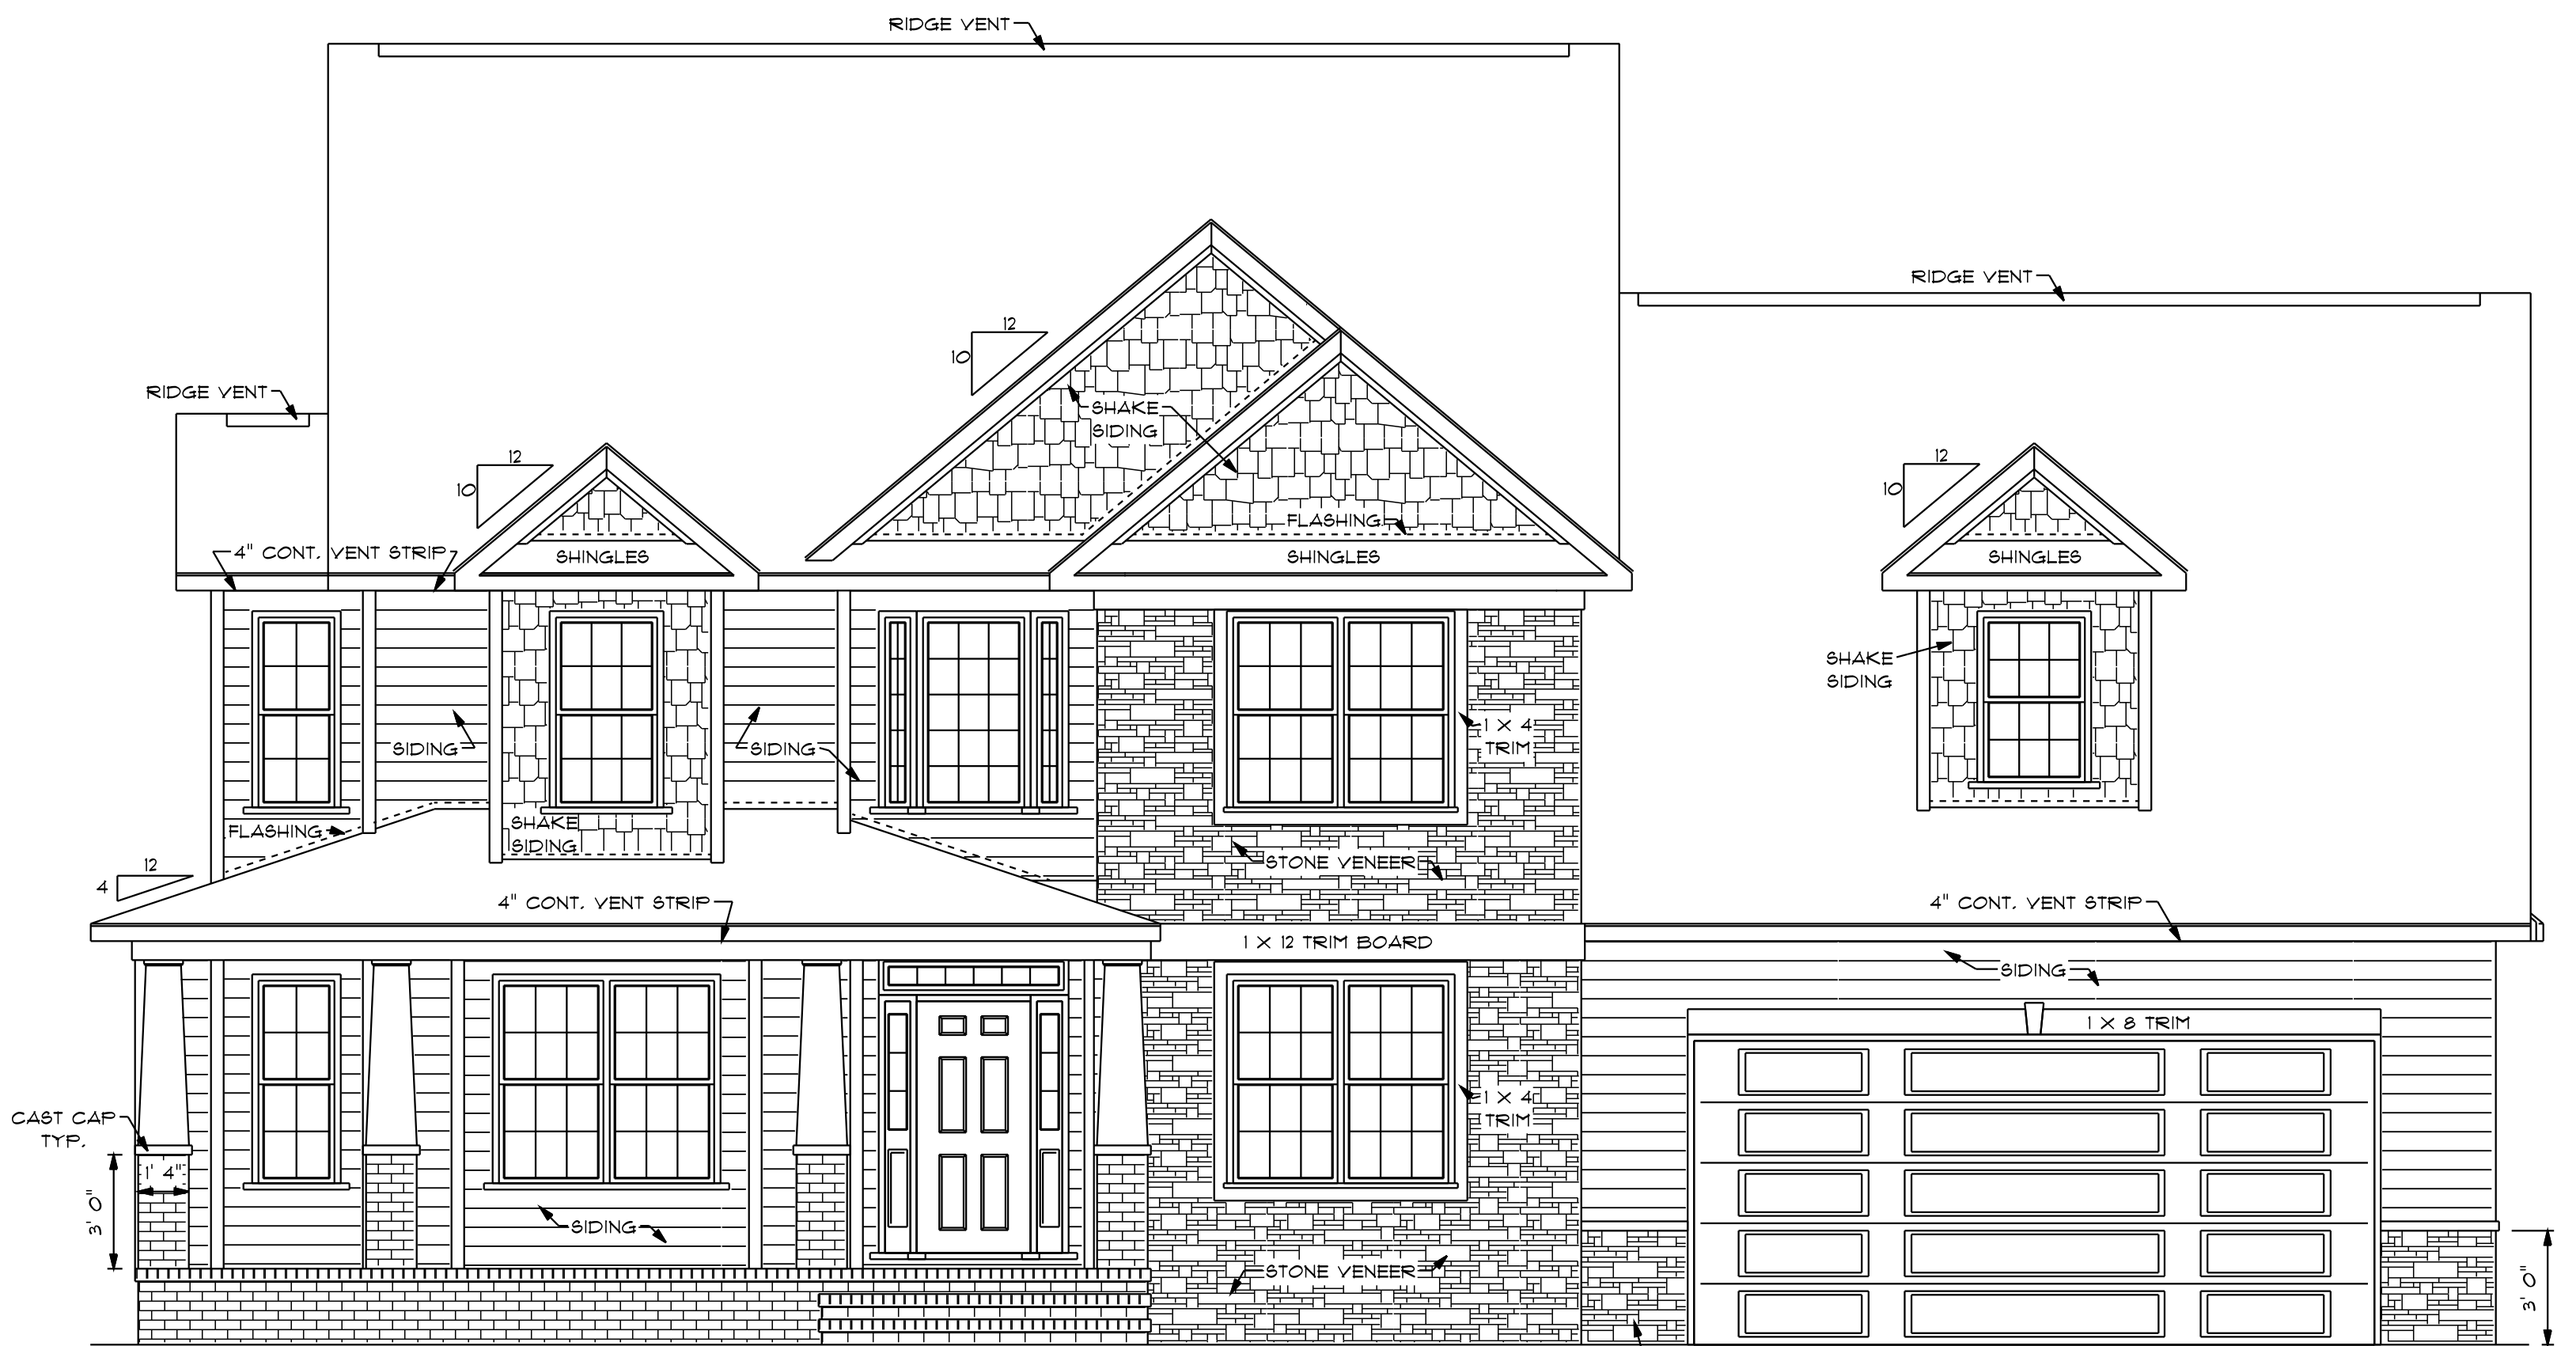 RIDGE VENT
RIDGE VENT
12
10
RIDGE VENT
SHAKE
SIDING
12
10
12
10
FLASHING
4" CONT. VENT STRIP
SHINGLES
SHINGLES
SHINGLES
SHAKE
SIDING
1 X 4
TRIM
SIDING
SIDING
FLASHING
SHAKE
SIDING
STONE VENEER
12
4
4" CONT. VENT STRIP
4" CONT. VENT STRIP
1 X 12 TRIM BOARD
SIDING
1 X 8 TRIM
1 X 4
TRIM
CAST CAP
TYP.
1' 4"
3' 0"
SIDING
STONE VENEER
3' 0"